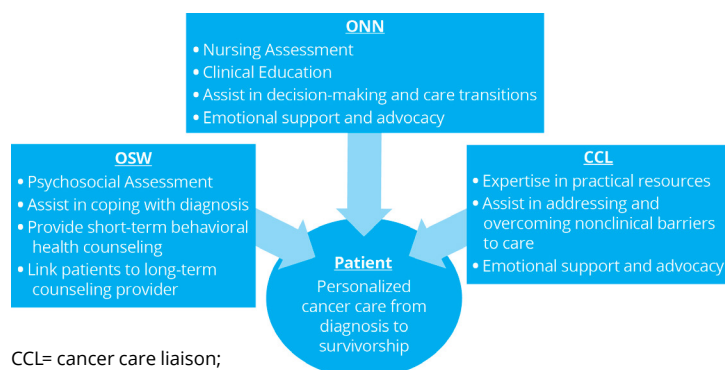 ONN
• Nursing Assessment
• Clinical Education
• Assist in decision-making and care transitions
• Emotional support and advocacy
OSW
• Psychosocial Assessment
• Assist in coping with diagnosis
• Provide short-term behavioral
health counseling
• Link patients to long-term
counseling provider
CCL
• Expertise in practical resources
• Assist in addressing and
overcoming nonclinical barriers
to care
• Emotional support and advocacy
Patient
Personalized
cancer care from
diagnosis to
survivorship
CCL= cancer care liaison;